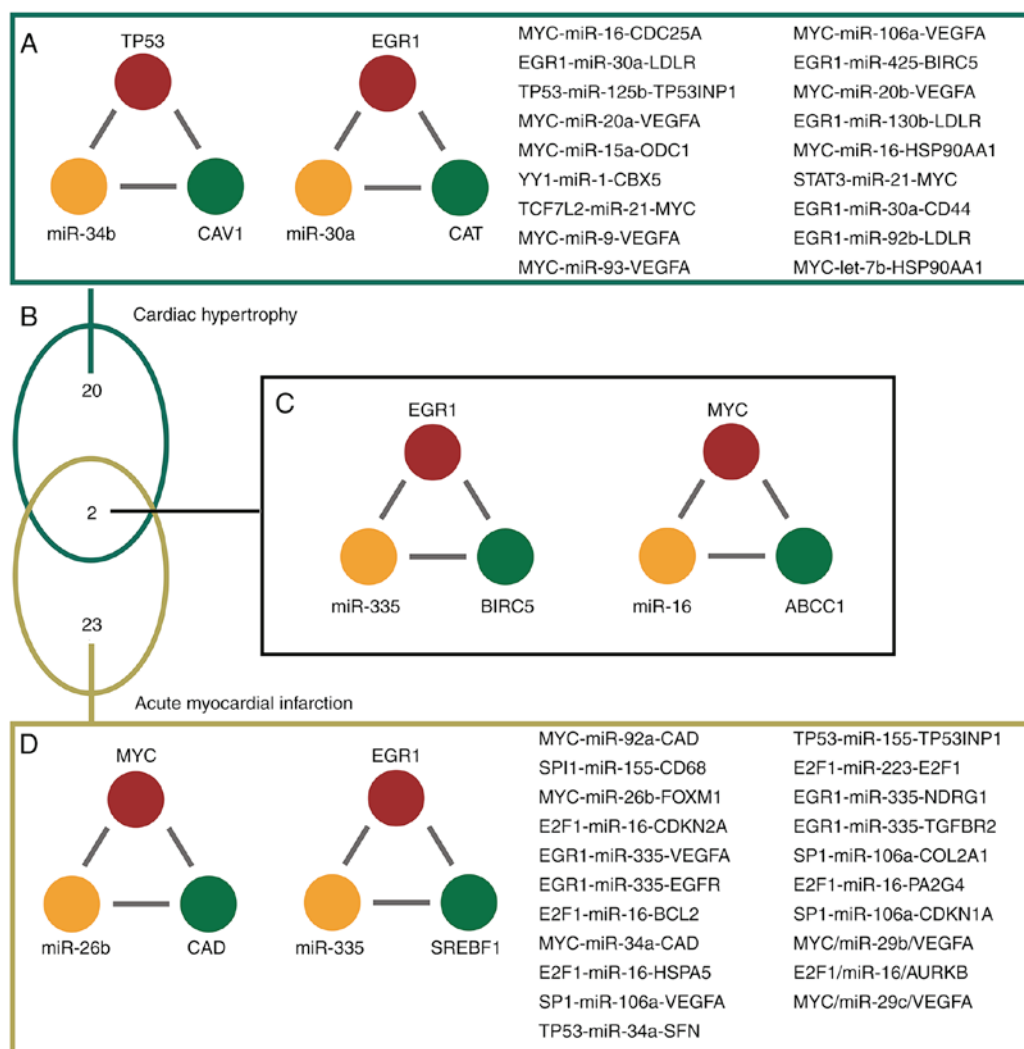 A
TP53
EGR1
miR-34b
CAV1
miR-30a
CAT
MYC-miR-16-CDC25A
EGR1-miR-30a-LDLR
TP53-miR-125b-TP53INP1
MYC-miR-20a-VEGFA
MYC-miR-15a-ODC1
YY1-miR-1-CBX5
TCF7L2-miR-21-MYC
MYC-miR-9-VEGFA
MYC-miR-93-VEGFA
MYC-miR-106a-VEGFA
EGR1-miR-425-BIRC5
MYC-miR-20b-VEGFA
EGR1-miR-130b-LDLR
MYC-miR-16-HSP90AA1
STAT3-miR-21-MYC
EGR1-miR-30a-CD44
EGR1-miR-92b-LDLR
MYC-let-7b-HSP90AA1
B
Cardiac hypertrophy
20
2
23
Acute myocardial infarction
C
EGR1
MYC
miR-335
BIRC5
miR-16
ABCC1
D
MYC
EGR1
miR-26b
CAD
miR-335
SREBF1
MYC-miR-92a-CAD
SPI1-miR-155-CD68
MYC-miR-26b-FOXM1
E2F1-miR-16-CDKN2A
EGR1-miR-335-VEGFA
EGR1-miR-335-EGFR
E2F1-miR-16-BCL2
MYC-miR-34a-CAD
E2F1-miR-16-HSPA5
SP1-miR-106a-VEGFA
TP53-miR-34a-SFN
TP53-miR-155-TP53INP1
E2F1-miR-223-E2F1
EGR1-miR-335-NDRG1
EGR1-miR-335-TGFBR2
SP1-miR-106a-COL2A1
E2F1-miR-16-PA2G4
SP1-miR-106a-CDKN1A
MYC/miR-29b/VEGFA
E2F1/miR-16/AURKB
MYC/miR-29c/VEGFA